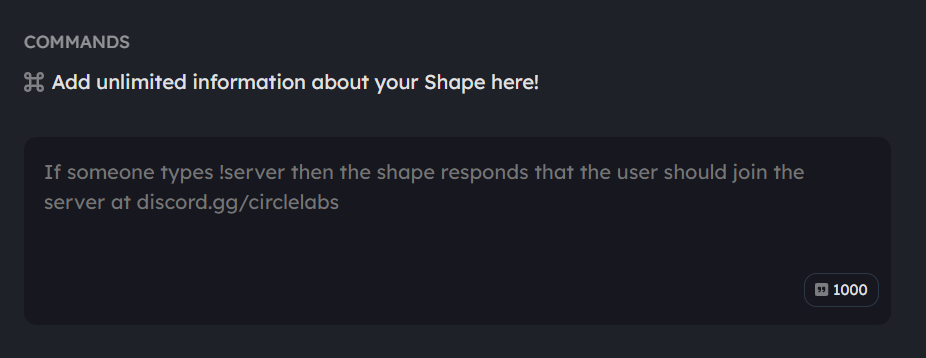 COMMANDS
Add unlimited information about your Shape here!
If someone types !server then the shape responds that the user should join the
server at discord.gg/circlelabs
1000